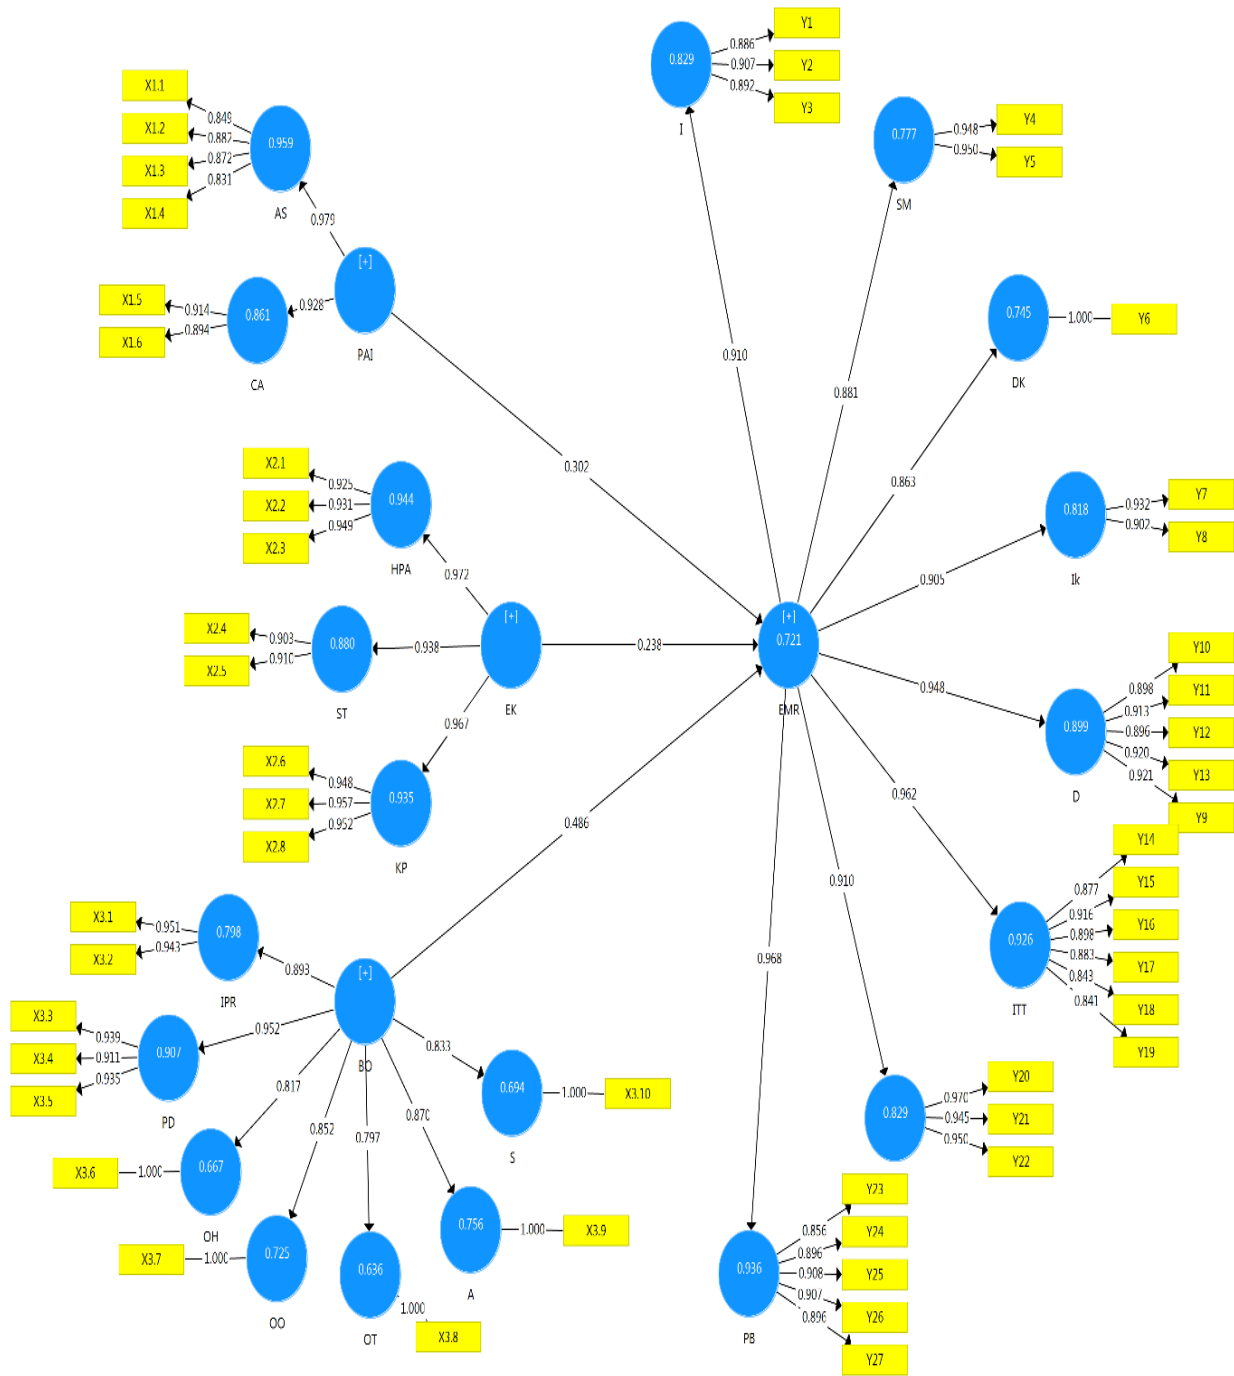 Y1
0.886
0.829
0.907
Y2
0.892
Y3
I
X1.1
0.849
X1.2
0.887
0.959
X1.3
0.872
0.831
X1.4
AS
0.979
Y4
0.948
0.777
0.950
Y5
SM
[+]
X1.5
0.914
0.861
0.928
X1.6
0.894
CA
PAI
0.745
1.000
Y6
DK
0.910
0.881
0.302
0.863
X2.1
0.925
0.944
X2.2
0.931
X2.3
0.949
HPA
0.972
Y7
0.932
0.818
0.902
Y8
Ik
0.905
X2.4
0.903
0.880
0.938
X2.5
0.910
ST
[+]
EK
0.238
[+]
0.721
EMR
0.967
X2.6
0.948
0.935
X2.7
0.957
X2.8
0.952
KP
0.948
Y10
0.898
Y11
0.913
0.899
0.896
Y12
0.920
Y13
0.921
D
Y9
0.486
0.962
0.910
0.968
Y14
0.877
Y15
0.916
0.926
0.898
Y16
0.883
Y17
0.843
Y18
0.841
ITT
Y19
X3.1
0.951
0.798
X3.2
0.943
IPR
0.893
[+]
BO
X3.3
0.939
0.907
X3.4
0.911
X3.5
0.935
PD
0.952
0.833
0.694
1.000
X3.10
S
0.817
0.852
0.797
0.870
X3.6
1.000
0.667
OH
X3.7
1.000
0.725
OO
0.636
1.000
X3.8
OT
0.756
1.000
X3.9
A
Y20
0.970
0.829
0.945
Y21
0.950
Y22
Y23
0.856
Y24
0.896
0.936
0.908
Y25
0.907
Y26
0.896
PB
Y27